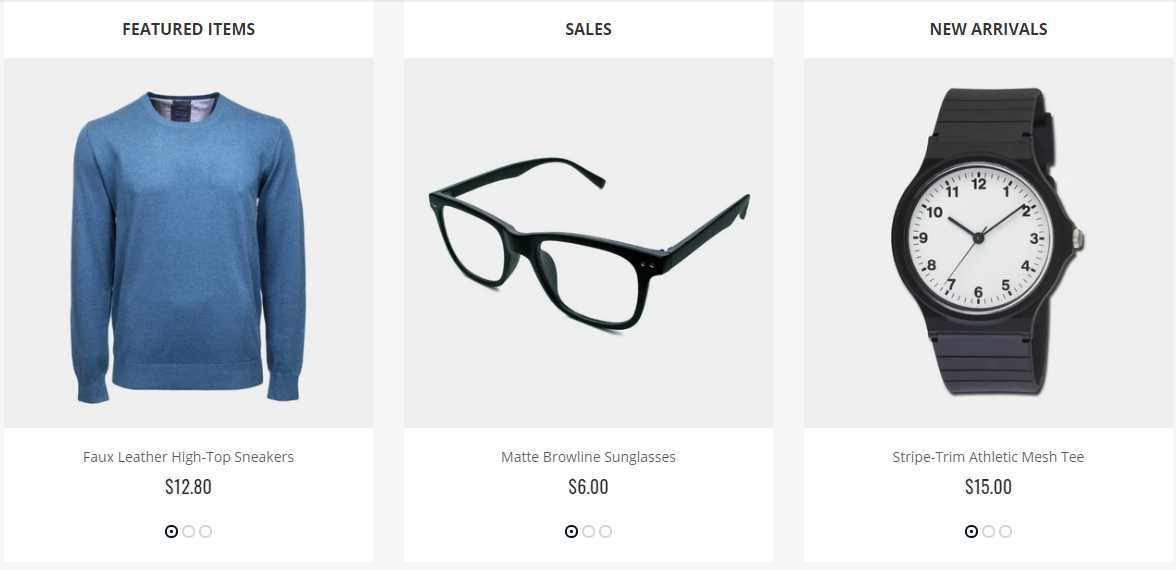 FEATURED ITEMS
SALES
NEW ARRIVALS
12
11
1
10
2
9
3
8
4
7
5
6
Faux Leather High-Top Sneakers
Matte Browline Sunglasses
Stripe-Trim Athletic Mesh Tee
$12.80
$6.00
$15.00